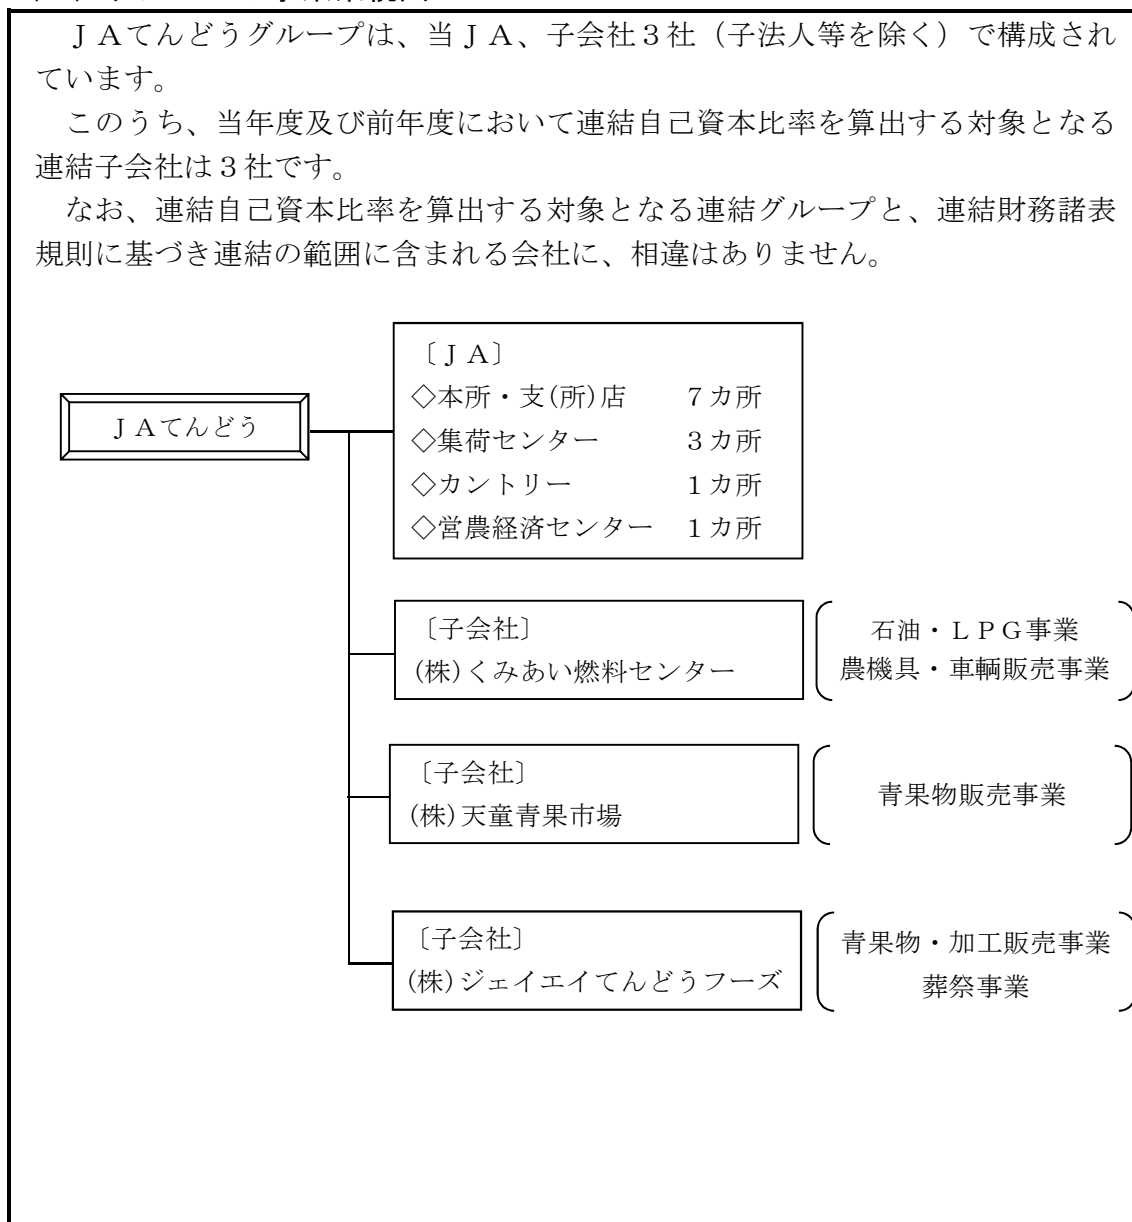 ＪＡてんどうグループは、当ＪＡ、子会社３社（子法人等を除く）で構成され
ています。
このうち、当年度及び前年度において連結自己資本比率を算出する対象となる
連結子会社は３社です。
なお、連結自己資本比率を算出する対象となる連結グループと、連結財務諸表
規則に基づき連結の範囲に含まれる会社に、相違はありません。
ＪＡてんどう
〔ＪＡ〕
◇本所・支(所)店 ７カ所
◇集荷センター ３カ所
◇カントリー １カ所
◇営農経済センター １カ所
〔子会社〕
(株)くみあい燃料センター
石油・ＬＰＧ事業
農機具・車輌販売事業
〔子会社〕
(株)天童青果市場
青果物販売事業
〔子会社〕
(株)ジェイエイてんどうフーズ
青果物・加工販売事業
葬祭事業